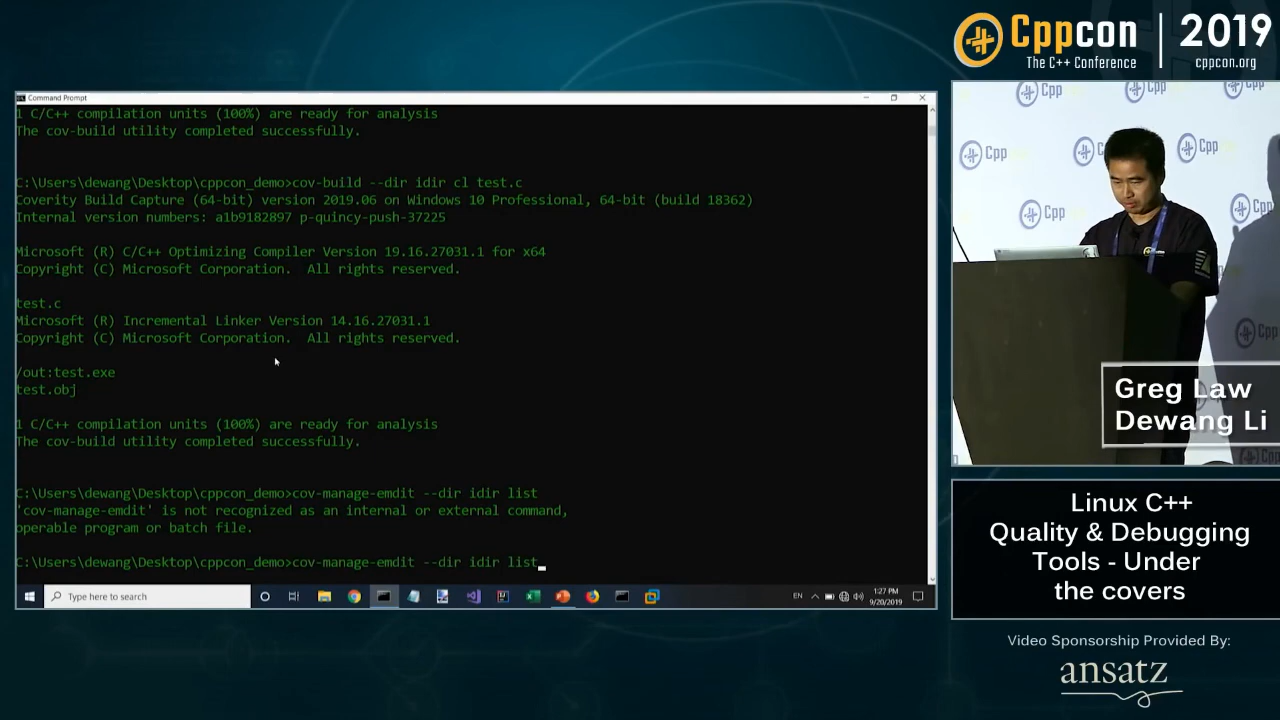 Cppcon
The C++ Conference
2019
cppcon.org
Command Prompt
1 C/C++ compilation units (100%) are ready for analysis
The cov-build utility completed successfully.
C:\Users\dewang\Desktop\cppcon_demo>cov-build --dir idir cl test.c
Coverity Build Capture (64-bit) version 2019.06 on Windows 10 Professional, 64-bit (build 18362)
Internal version numbers: a1b9182897 p-quincy-push-37225
Microsoft (R) C/C++ Optimizing Compiler Version 19.16.27031.1 for x64
Copyright (C) Microsoft Corporation.  All rights reserved.
test.c
Microsoft (R) Incremental Linker Version 14.16.27031.1
Copyright (C) Microsoft Corporation.  All rights reserved.
/out:test.exe
test.obj
1 C/C++ compilation units (100%) are ready for analysis
The cov-build utility completed successfully.
C:\Users\dewang\Desktop\cppcon_demo>cov-manage-emdit --dir idir list
'cov-manage-emdit' is not recognized as an internal or external command,
operable program or batch file.
C:\Users\dewang\Desktop\cppcon_demo>cov-manage-emdit --dir idir list
Type here to search
EN
1:27 PM
9/20/2019
Cpp
Cpp
Cpp
Cpp
Cpp
Greg Law
Dewang Li
Linux C++
Quality & Debugging
Tools - Under
the covers
Video Sponsorship Provided By:
ansatz